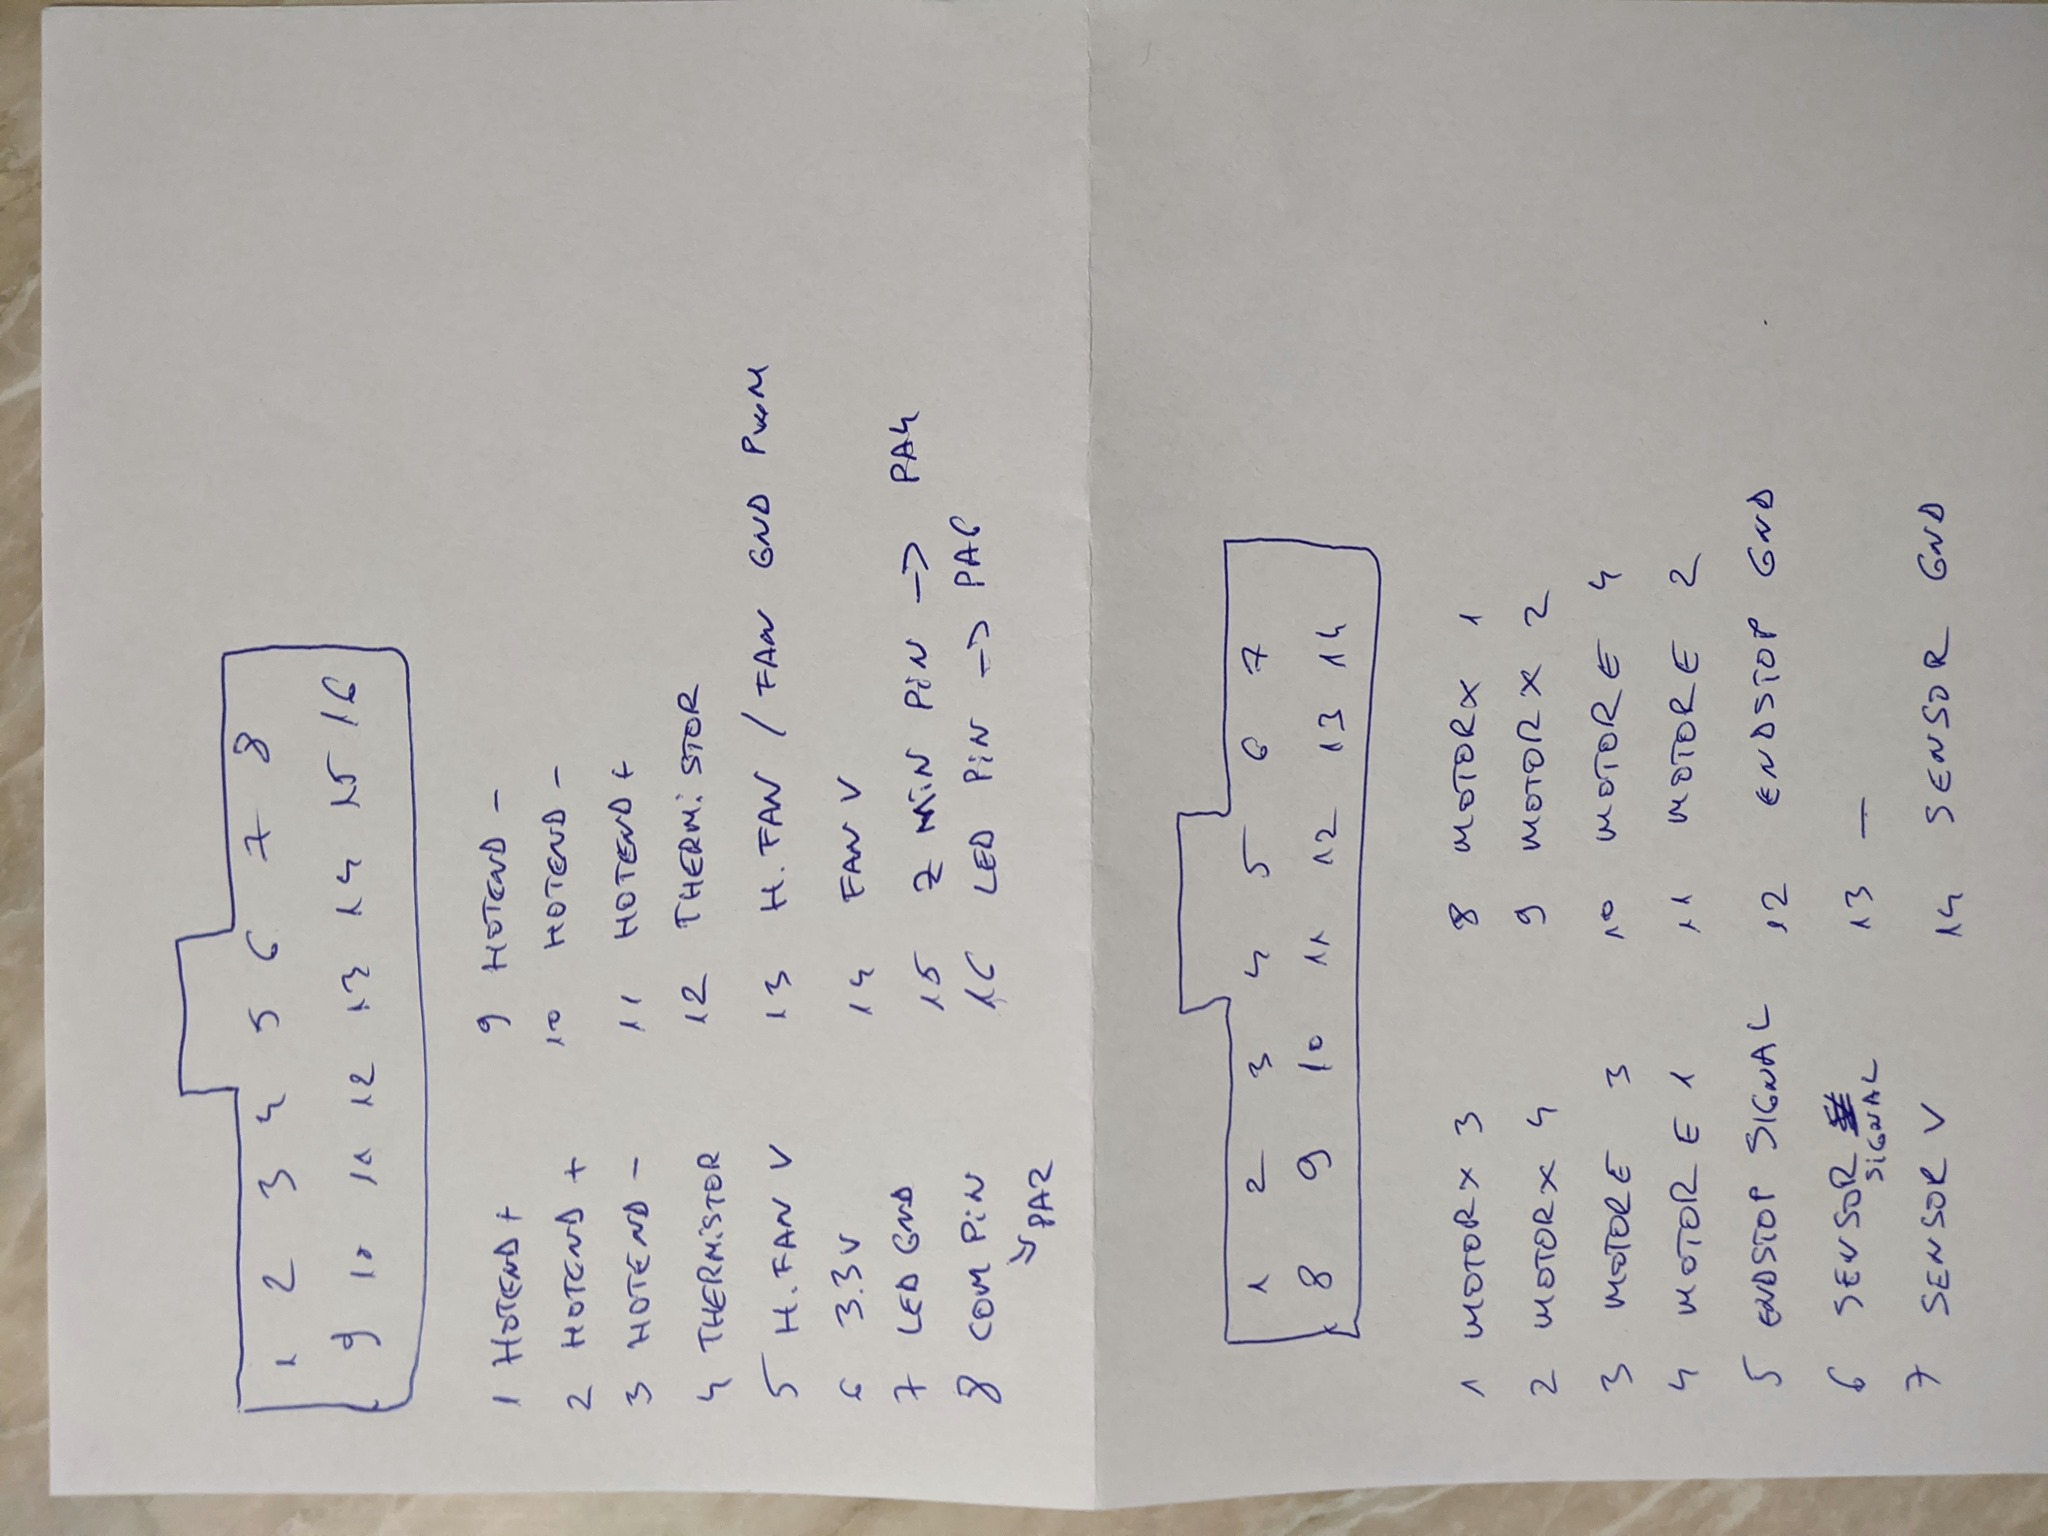 1 2 3 4 5 6 7 8
9 10 11 12 13 14 15 16
1 HOTEND +
2 HOTEND +
3 HOTEND -
4 THERMiSTOR
5 H. FAN V
6 3.3V
7 LED GND
8 COM PiN
↘ PA2
9 HOTEND -
10 HOTEND -
11 HOTEND +
12 THERMiSTOR
13 H. FAN / FAN GND PWM
14 FAN V
15 Z MiN PiN -> PA4
16 LED PiN -> PA6
1 2 3 4 5 6 7
8 9 10 11 12 13 14
1 MOTOR X 3
2 MOTOR X 4
3 MOTOR E 3
4 MOTOR E 1
5 ENDSTOP SIGNAL
6 SENSOR
SiGNAL
7 SENSOR V
8 MOTOR X 1
9 MOTOR X 2
10 MOTOR E 4
11 MOTOR E 2
12 ENDSTOP GND
13 —
14 SENSOR GND